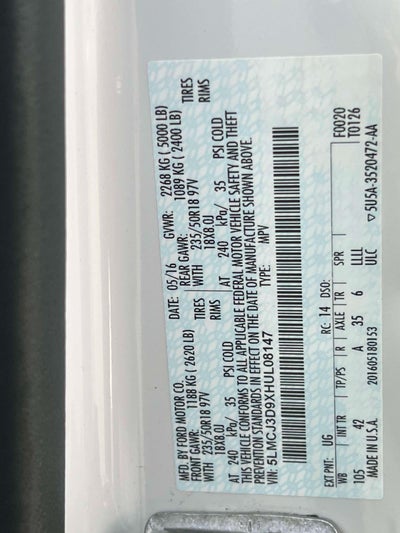 MFD. BY FORD MOTOR CO.
DATE: 05/16 GVWR: 2268 KG ( 5000 LB)
FRONT GAWR: 1188 KG ( 2620 LB) REAR GAWR: 1089 KG ( 2400 LB)
WITH 235/50R18 97V TIRES WITH 235/50R18 97V TIRES
18X8.0J RIMS 18X8.0J RIMS
AT 240 kPa/ 35 PSI COLD AT 240 kPa/ 35 PSI COLD
THIS VEHICLE CONFORMS TO ALL APPLICABLE FEDERAL MOTOR VEHICLE SAFETY AND THEFT
PREVENTION STANDARDS IN EFFECT ON THE DATE OF MANUFACTURE SHOWN ABOVE.
VIN: 5LMCJ3D9XHUL08147
TYPE: MPV
F0020
T0126
EXT PNT: UG RC: 14 DSO:
WB INT TR TP/PS R AXLE TR SPR
105 42 A 35 6 LLLL
ULC
MADE IN U.S.A. 201605180153 ▽5U5A-3520472-AA